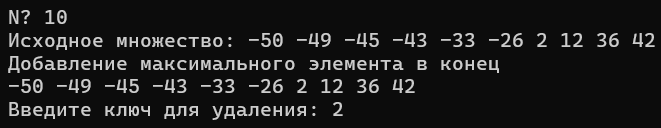 N? 10
Исходное множество: -50 -49 -45 -43 -33 -26 2 12 36 42
Добавление максимального элемента в конец
-50 -49 -45 -43 -33 -26 2 12 36 42
Введите ключ для удаления: 2